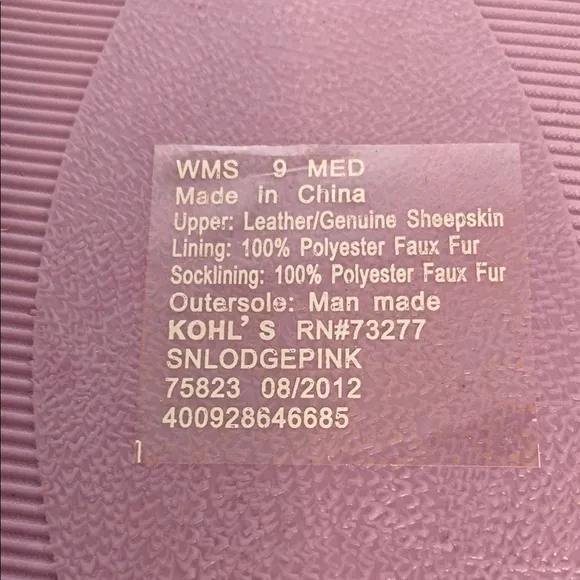 WMS 9 MED
Made in China
Upper: Leather/Genuine Sheepskin
Lining: 100% Polyester Faux Fur
Socklining: 100% Polyester Faux Fur
Outersole: Man made
KOHL'S RN#73277
SNLODGEPINK
75823 08/2012
400928646685